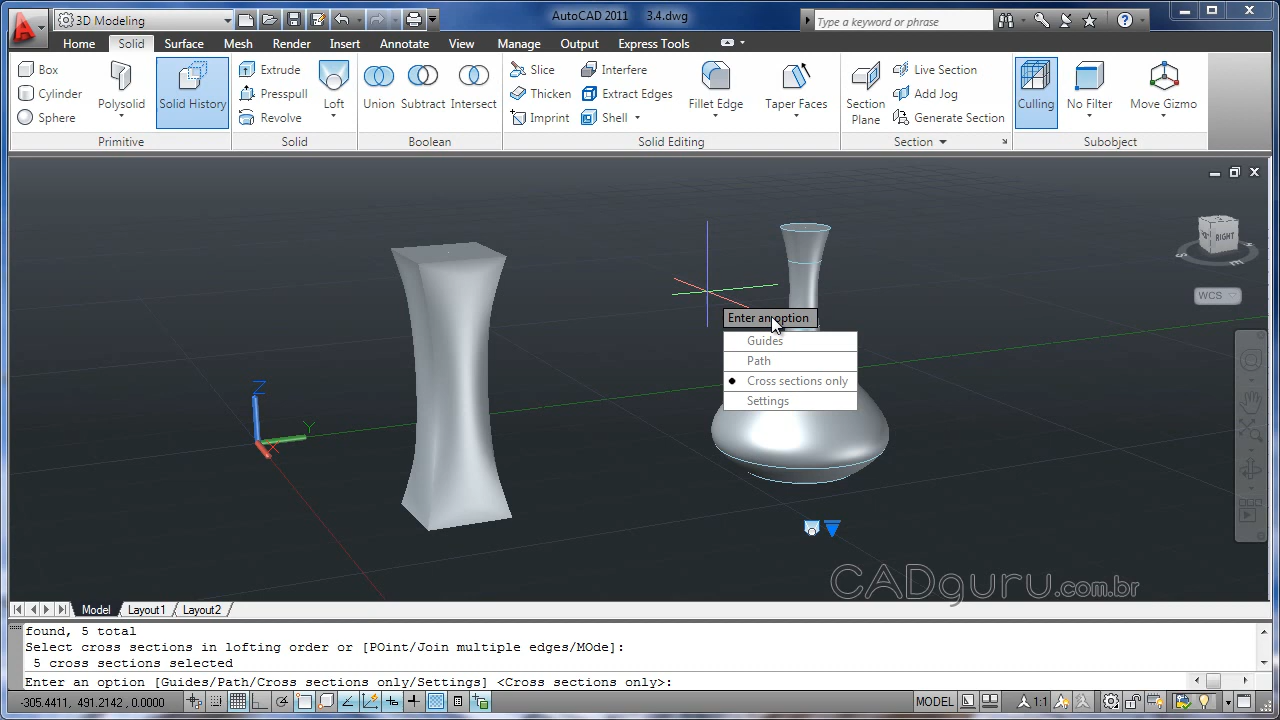 3D Modeling
AutoCAD 2011 3.4.dwg
Type a keyword or phrase
Home Solid Surface Mesh Render Insert Annotate View Manage Output Express Tools
Box
Cylinder
Sphere
Polysolid
Solid History
Primitive
Extrude
Presspull
Revolve
Loft
Solid
Union Subtract Intersect
Boolean
Slice
Thicken
Imprint
Interfere
Extract Edges
Shell
Fillet Edge
Taper Faces
Solid Editing
Section
Plane
Live Section
Add Jog
Generate Section
Section
Culling
No Filter
Move Gizmo
Subobject
RIGHT
S
E
WCS
Z
Y
X
Enter an option
Guides
Path
Cross sections only
Settings
CADguru.com.br
Model Layout1 Layout2
found, 5 total
Select cross sections in lofting order or [POint/Join multiple edges/MOde]:
5 cross sections selected
Enter an option [Guides/Path/Cross sections only/Settings] <Cross sections only>:
-305.4411, 491.2142, 0.0000
MODEL
1:1